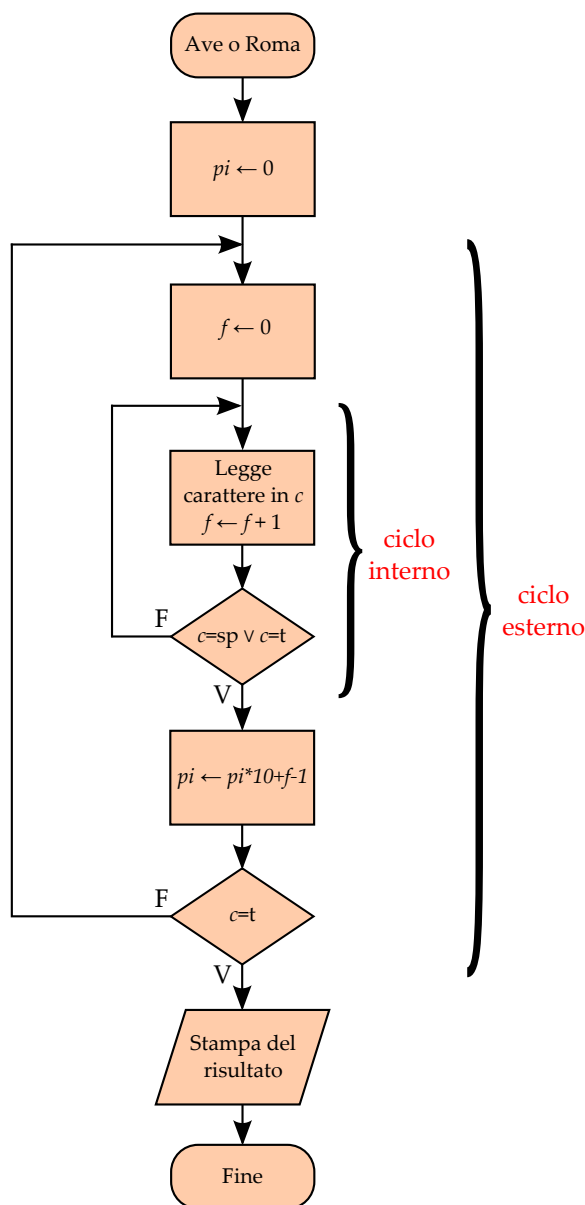 Ave o Roma
pi ← 0
f ← 0
Legge
carattere in c
f ← f + 1
ciclo
interno
ciclo
esterno
F
c=sp ∨ c=t
V
pi ← pi*10+f-1
F
c=t
V
Stampa del
risultato
Fine